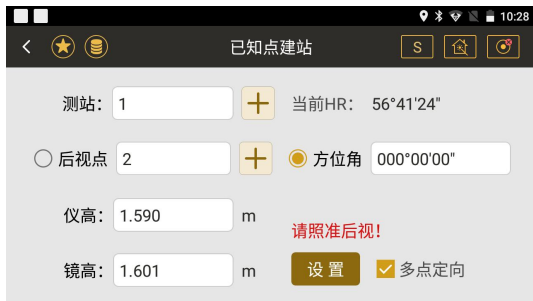 10:28
已知点建站
S
测站: 1
当前HR: 56°41'24"
后视点 2
方位角 000°00'00"
仪高: 1.590 m
请照准后视!
镜高: 1.601 m
设置
多点定向